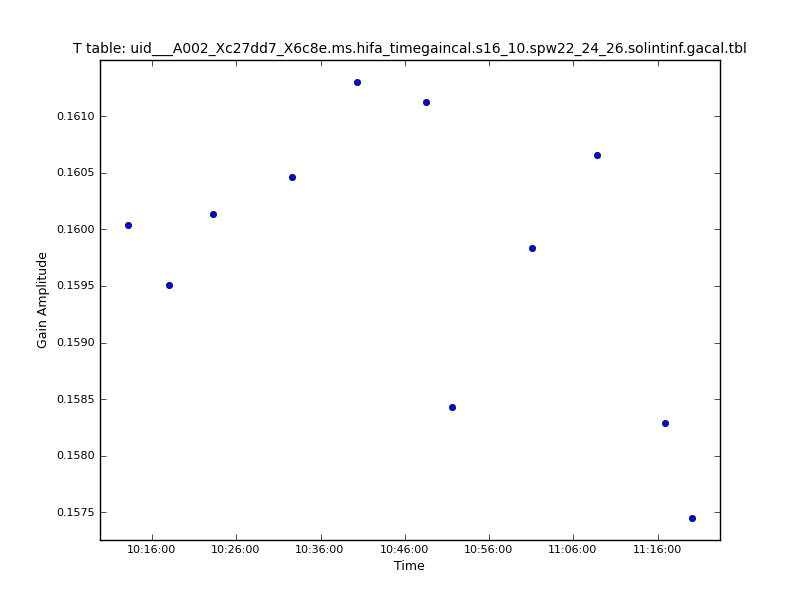 T table: uid___A002_Xc27dd7_X6c8e.ms.hifa_timegaincal.s16_10.spw22_24_26.solintinf.gacal.tbl
0.1610
0.1605
0.1600
0.1595
0.1590
0.1585
0.1580
0.1575
Gain Amplitude
10:16:00 10:26:00 10:36:00 10:46:00 10:56:00 11:06:00 11:16:00
Time